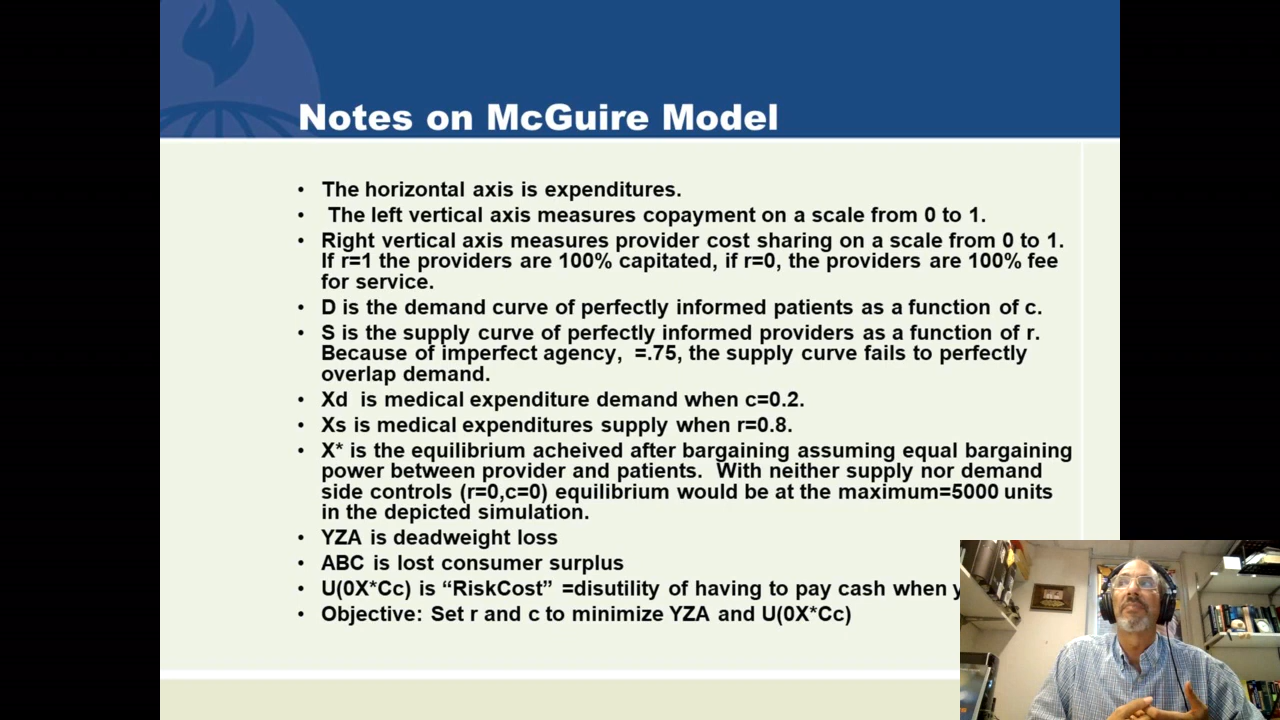 Notes on McGuire Model
• The horizontal axis is expenditures.
• The left vertical axis measures copayment on a scale from 0 to 1.
• Right vertical axis measures provider cost sharing on a scale from 0 to 1.
If r=1 the providers are 100% capitated, if r=0, the providers are 100% fee
for service.
• D is the demand curve of perfectly informed patients as a function of c.
• S is the supply curve of perfectly informed providers as a function of r.
Because of imperfect agency, =.75, the supply curve fails to perfectly
overlap demand.
• Xd is medical expenditure demand when c=0.2.
• Xs is medical expenditures supply when r=0.8.
• X* is the equilibrium acheived after bargaining assuming equal bargaining
power between provider and patients. With neither supply nor demand
side controls (r=0,c=0) equilibrium would be at the maximum=5000 units
in the depicted simulation.
• YZA is deadweight loss
• ABC is lost consumer surplus
• U(0X*Cc) is “RiskCost” =disutility of having to pay cash when
• Objective: Set r and c to minimize YZA and U(0X*Cc)